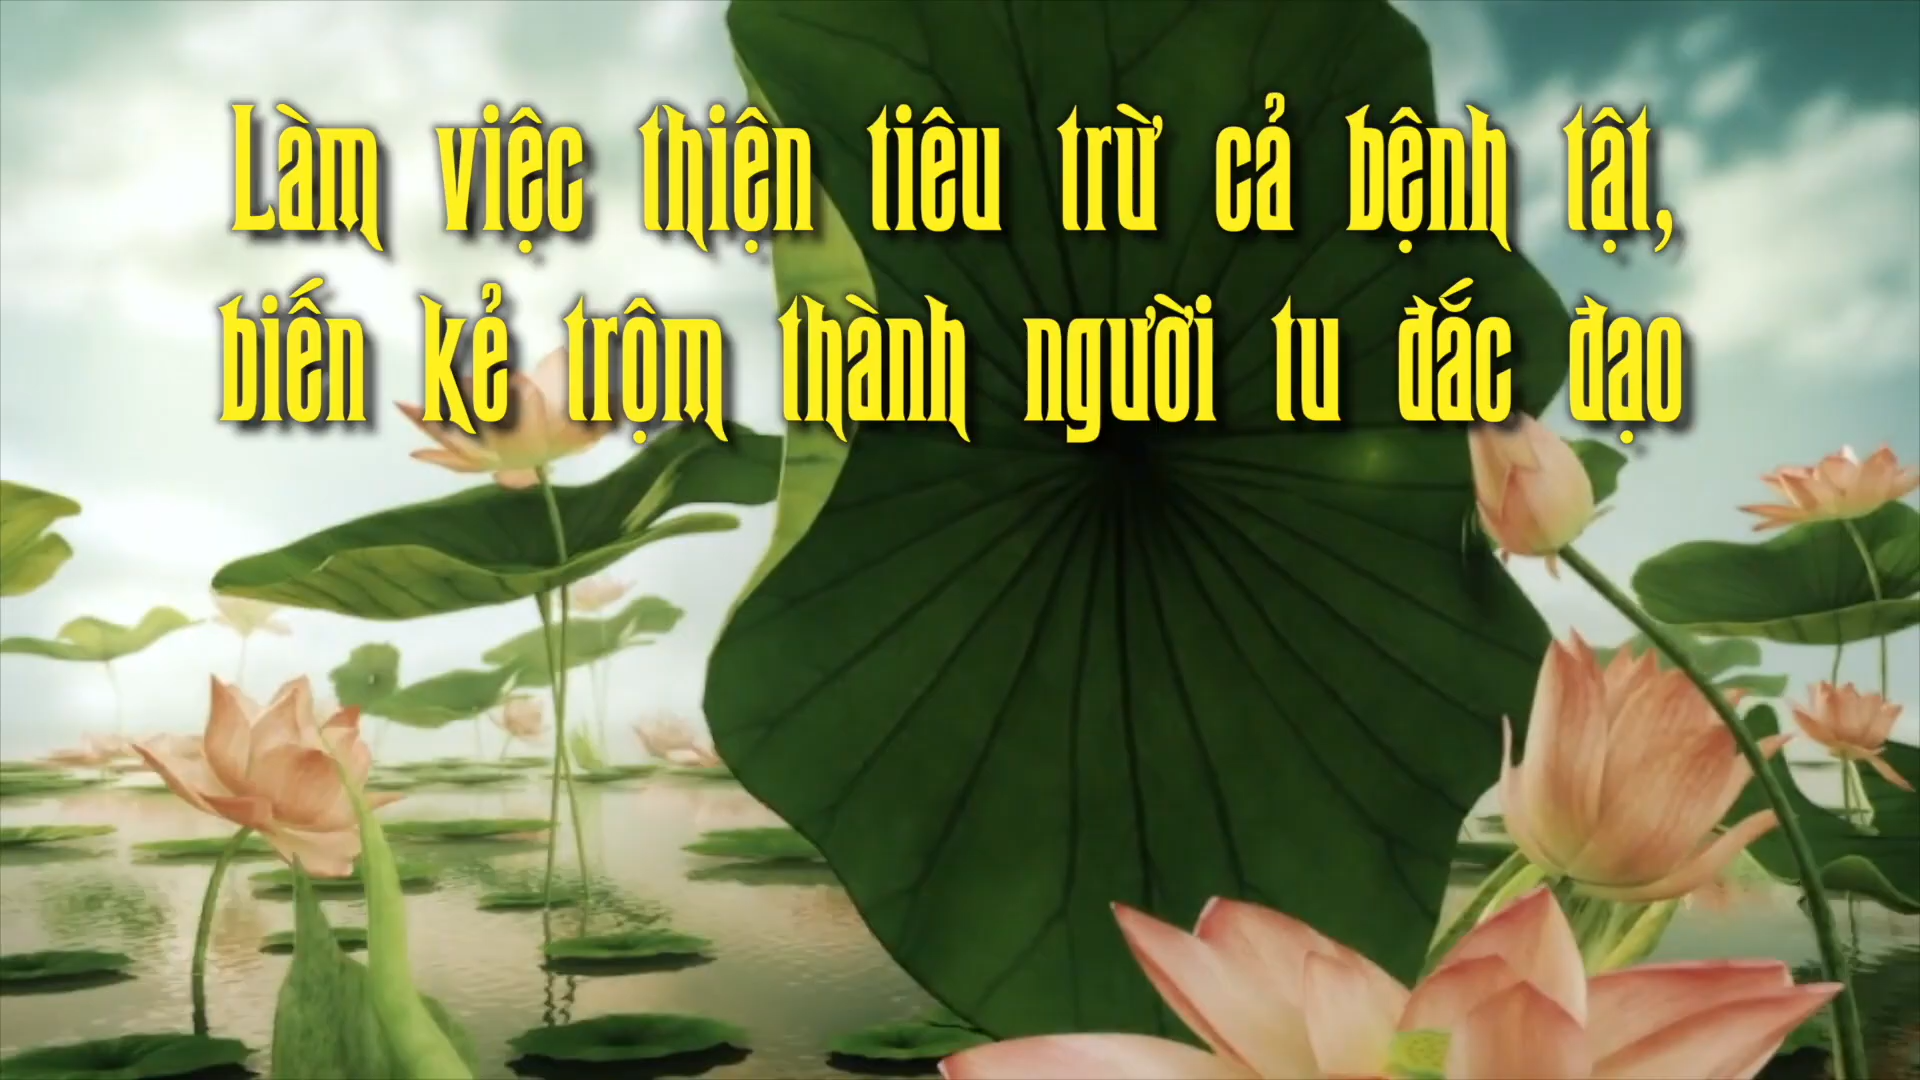 Làm việc thiện tiêu trừ cả bệnh tật,
biến kẻ trộm thành người tu đắc đạo